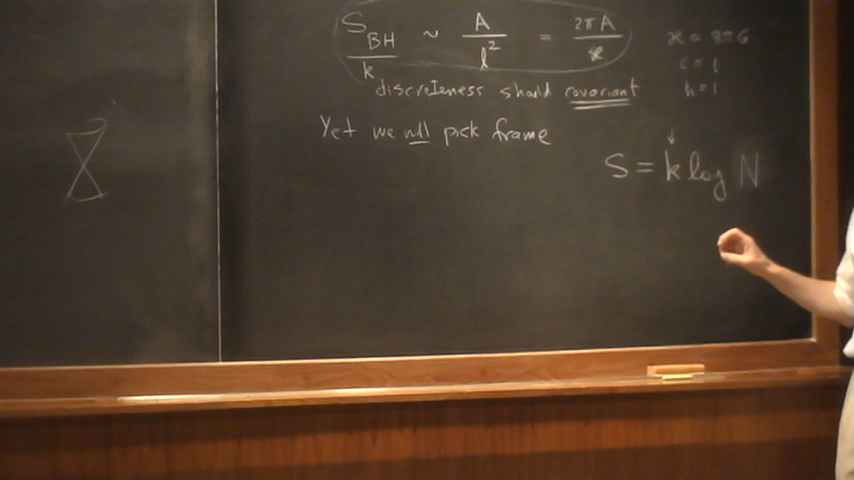 S_BH / k ~ A / l² = 2πA / ϰ
ϰ = 8πG
c = 1
ħ = 1
discreteness should covariant
Yet we will pick frame
S = k log N